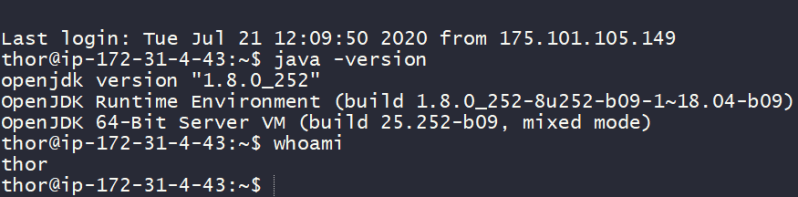 Last login: Tue Jul 21 12:09:50 2020 from 175.101.105.149
thor@ip-172-31-4-43:~$ java -version
openjdk version "1.8.0_252"
OpenJDK Runtime Environment (build 1.8.0_252-8u252-b09-1~18.04-b09)
OpenJDK 64-Bit Server VM (build 25.252-b09, mixed mode)
thor@ip-172-31-4-43:~$ whoami
thor
thor@ip-172-31-4-43:~$